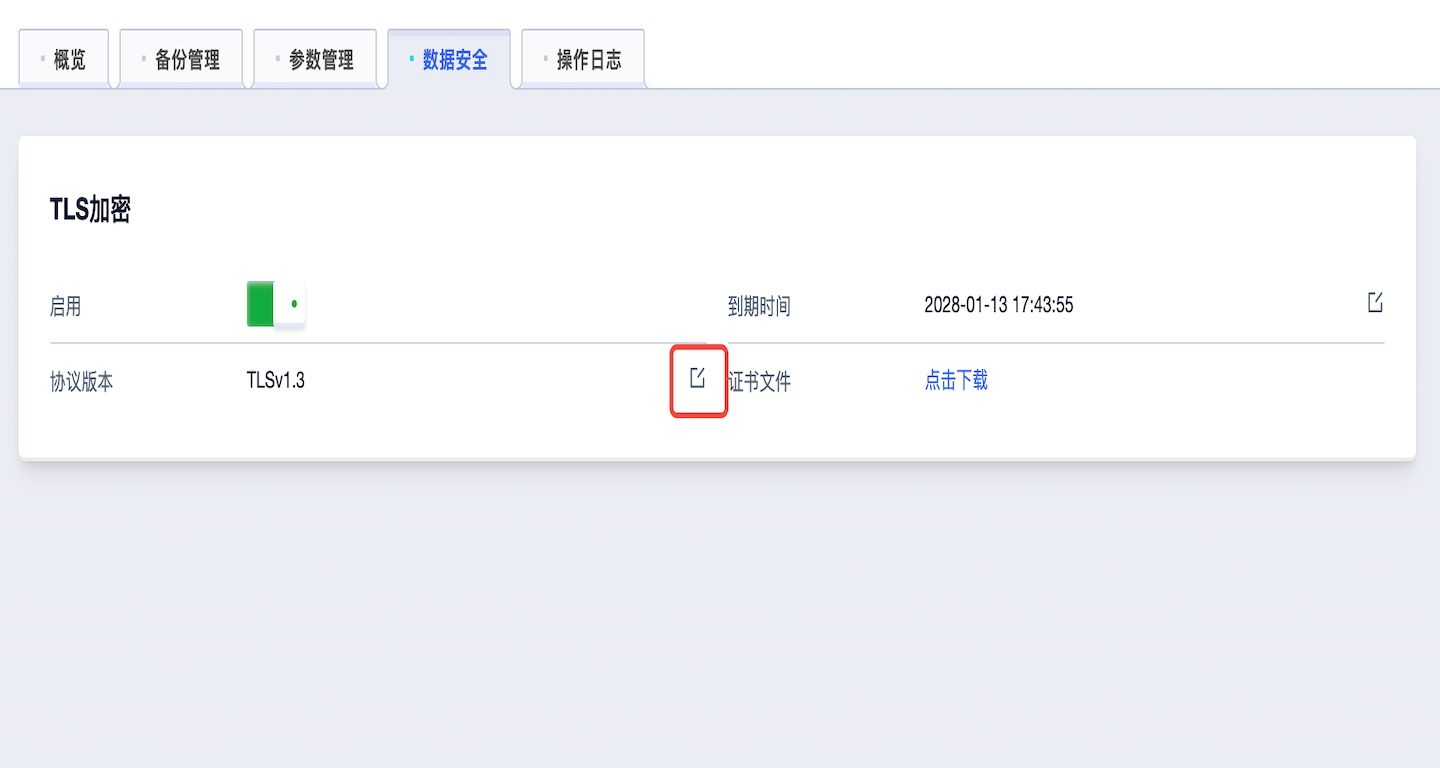 概览 备份管理 参数管理 数据安全 操作日志
TLS加密
启用 到期时间 2028-01-13 17:43:55
协议版本 TLSv1.3 证书文件 点击下载